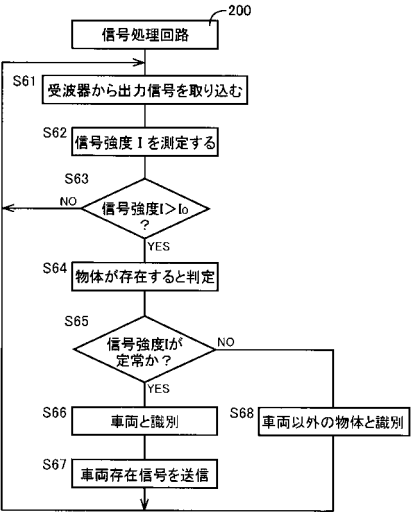 200
信号処理回路
S61
受波器から出力信号を取り込む
S62
信号強度Ｉを測定する
S63
信号強度I＞I₀
？
NO
YES
S64
物体が存在すると判定
S65
信号強度Iが
定常か？
NO
YES
S66
車両と識別
S68
車両以外の物体と識別
S67
車両存在信号を送信